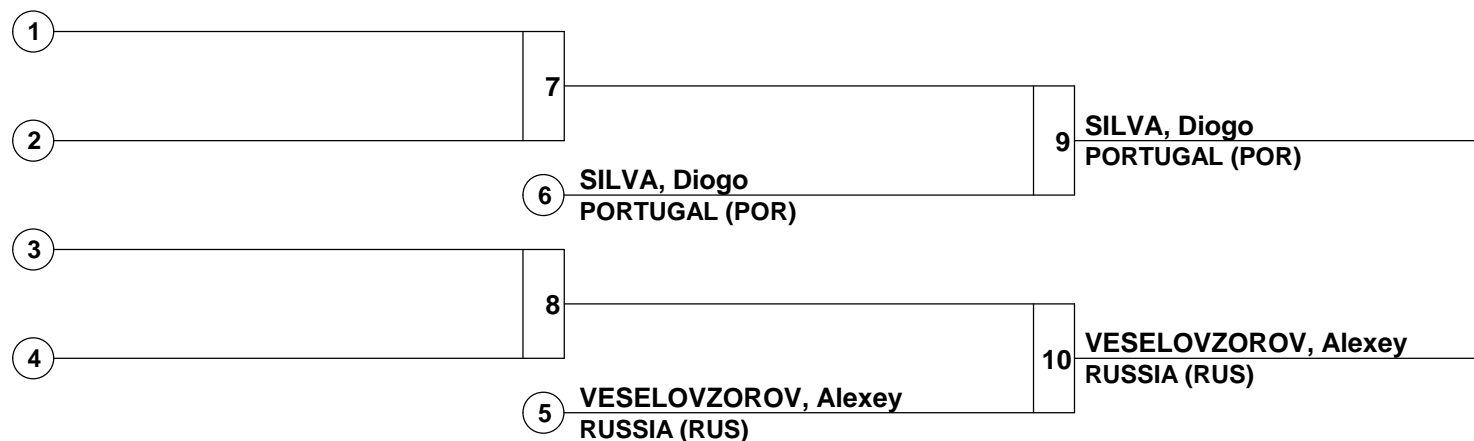 1
7
2
9
SILVA, Diogo
PORTUGAL (POR)
6
SILVA, Diogo
PORTUGAL (POR)
3
8
4
10
VESELOVZOROV, Alexey
RUSSIA (RUS)
5
VESELOVZOROV, Alexey
RUSSIA (RUS)